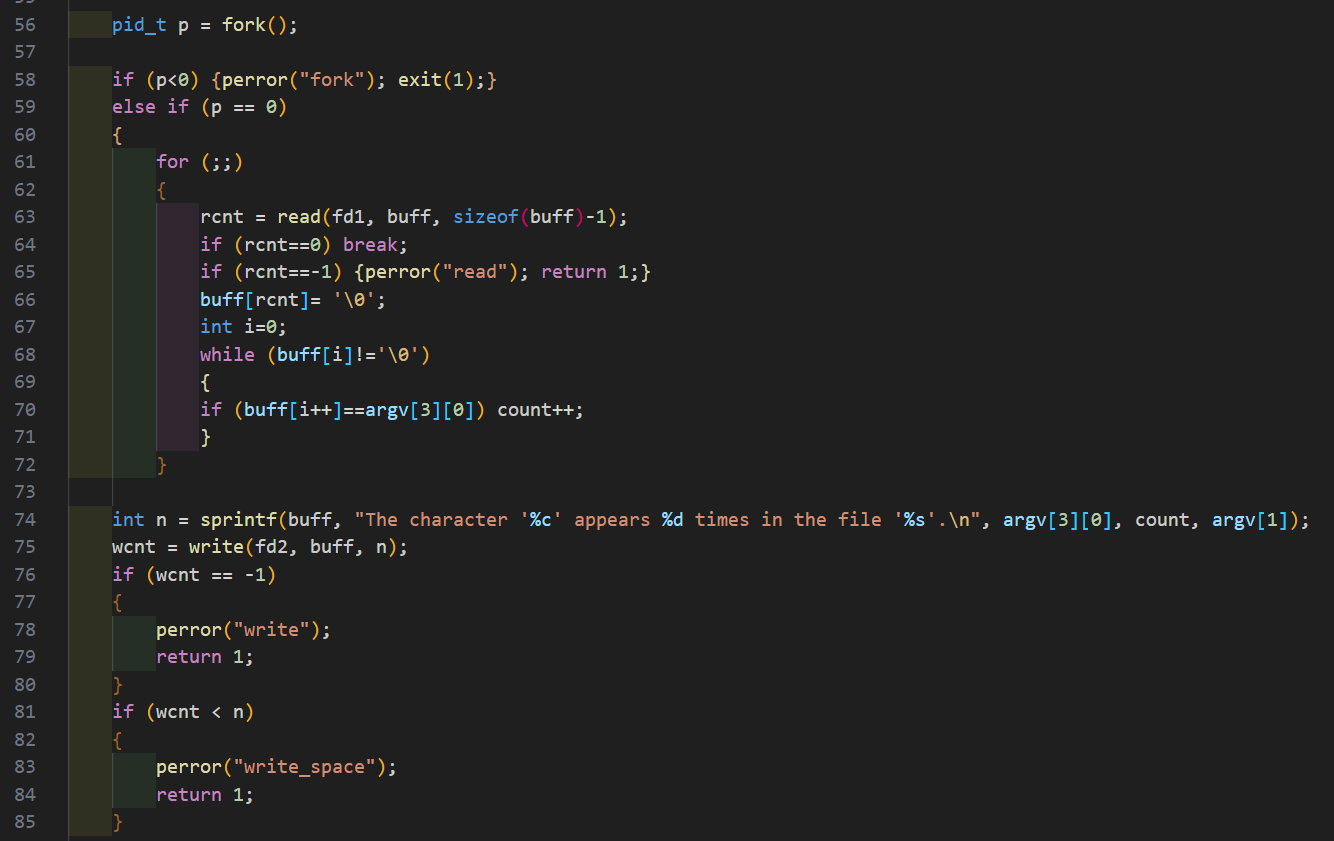 56 pid_t p = fork();
57
58 if (p<0) {perror("fork"); exit(1);}
59 else if (p == 0)
60 {
61 for (;;)
62 {
63 rcnt = read(fd1, buff, sizeof(buff)-1);
64 if (rcnt==0) break;
65 if (rcnt==-1) {perror("read"); return 1;}
66 buff[rcnt]= '\0';
67 int i=0;
68 while (buff[i]!='\0')
69 {
70 if (buff[i++]==argv[3][0]) count++;
71 }
72 }
73
74 int n = sprintf(buff, "The character '%c' appears %d times in the file '%s'.\n", argv[3][0], count, argv[1]);
75 wcnt = write(fd2, buff, n);
76 if (wcnt == -1)
77 {
78 perror("write");
79 return 1;
80 }
81 if (wcnt < n)
82 {
83 perror("write_space");
84 return 1;
85 }